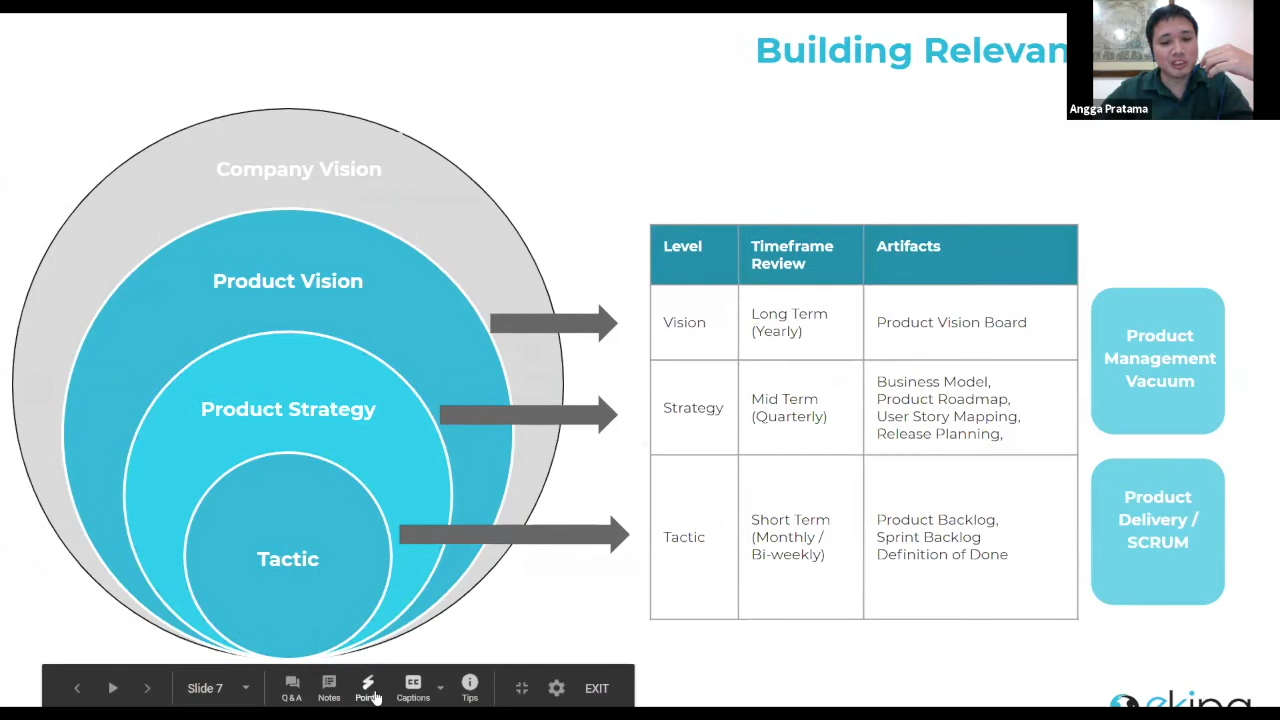 Building Relevan
Angga Pratama
Company Vision
Product Vision
Product Strategy
Tactic
Level
Timeframe
Review
Artifacts
Vision
Long Term
(Yearly)
Product Vision Board
Strategy
Mid Term
(Quarterly)
Business Model,
Product Roadmap,
User Story Mapping,
Release Planning,
Tactic
Short Term
(Monthly /
Bi-weekly)
Product Backlog,
Sprint Backlog
Definition of Done
Product
Management
Vacuum
Product
Delivery /
SCRUM
Slide 7
Q & A
Notes
Captions
CC
Tips
EXIT
ekipa